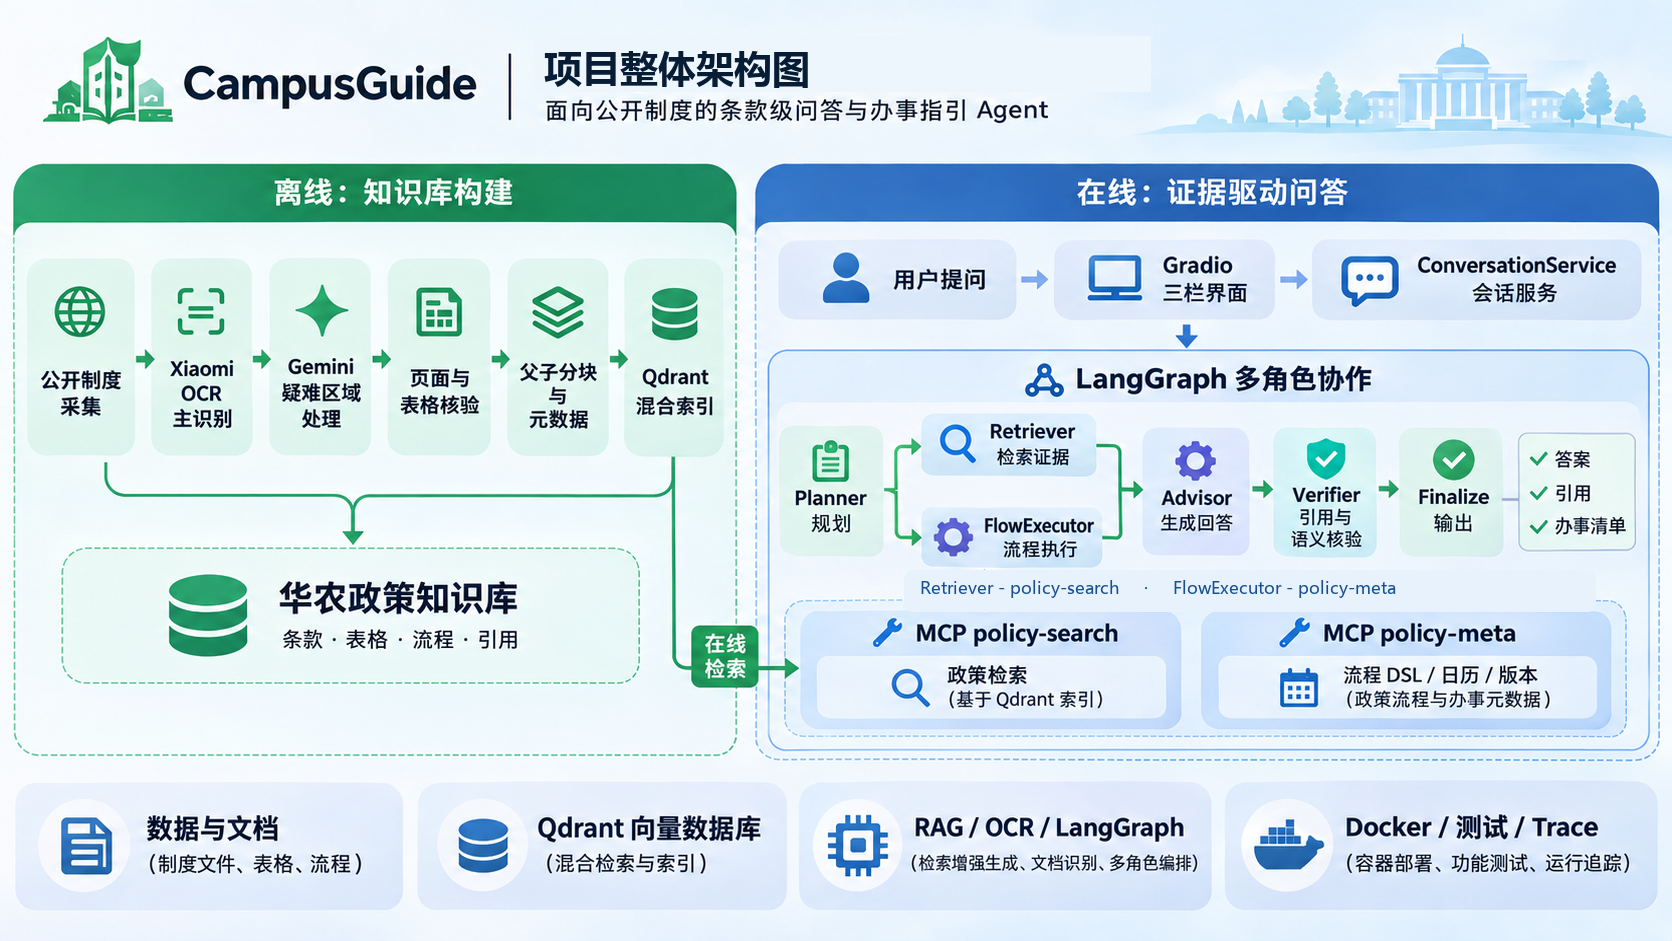 CampusGuide
项目整体架构图
面向公开制度的条款级问答与办事指引 Agent
离线：知识库构建
公开制度
采集
Xiaomi
OCR
主识别
Gemini
疑难区域
处理
页面与
表格核验
父子分块
与
元数据
Qdrant
混合索引
华农政策知识库
条款 · 表格 · 流程 · 引用
在线
检索
在线：证据驱动问答
用户提问
Gradio
三栏界面
ConversationService
会话服务
LangGraph 多角色协作
Planner
规划
Retriever
检索证据
FlowExecutor
流程执行
Advisor
生成回答
Verifier
引用与
语义核验
Finalize
输出
答案
引用
办事清单
Retriever - policy-search · FlowExecutor - policy-meta
MCP policy-search
政策检索
（基于 Qdrant 索引）
MCP policy-meta
流程 DSL / 日历 / 版本
（政策流程与办事元数据）
数据与文档
（制度文件、表格、流程）
Qdrant 向量数据库
（混合检索与索引）
RAG / OCR / LangGraph
（检索增强生成、文档识别、多角色编排）
Docker / 测试 / Trace
（容器部署、功能测试、运行追踪）